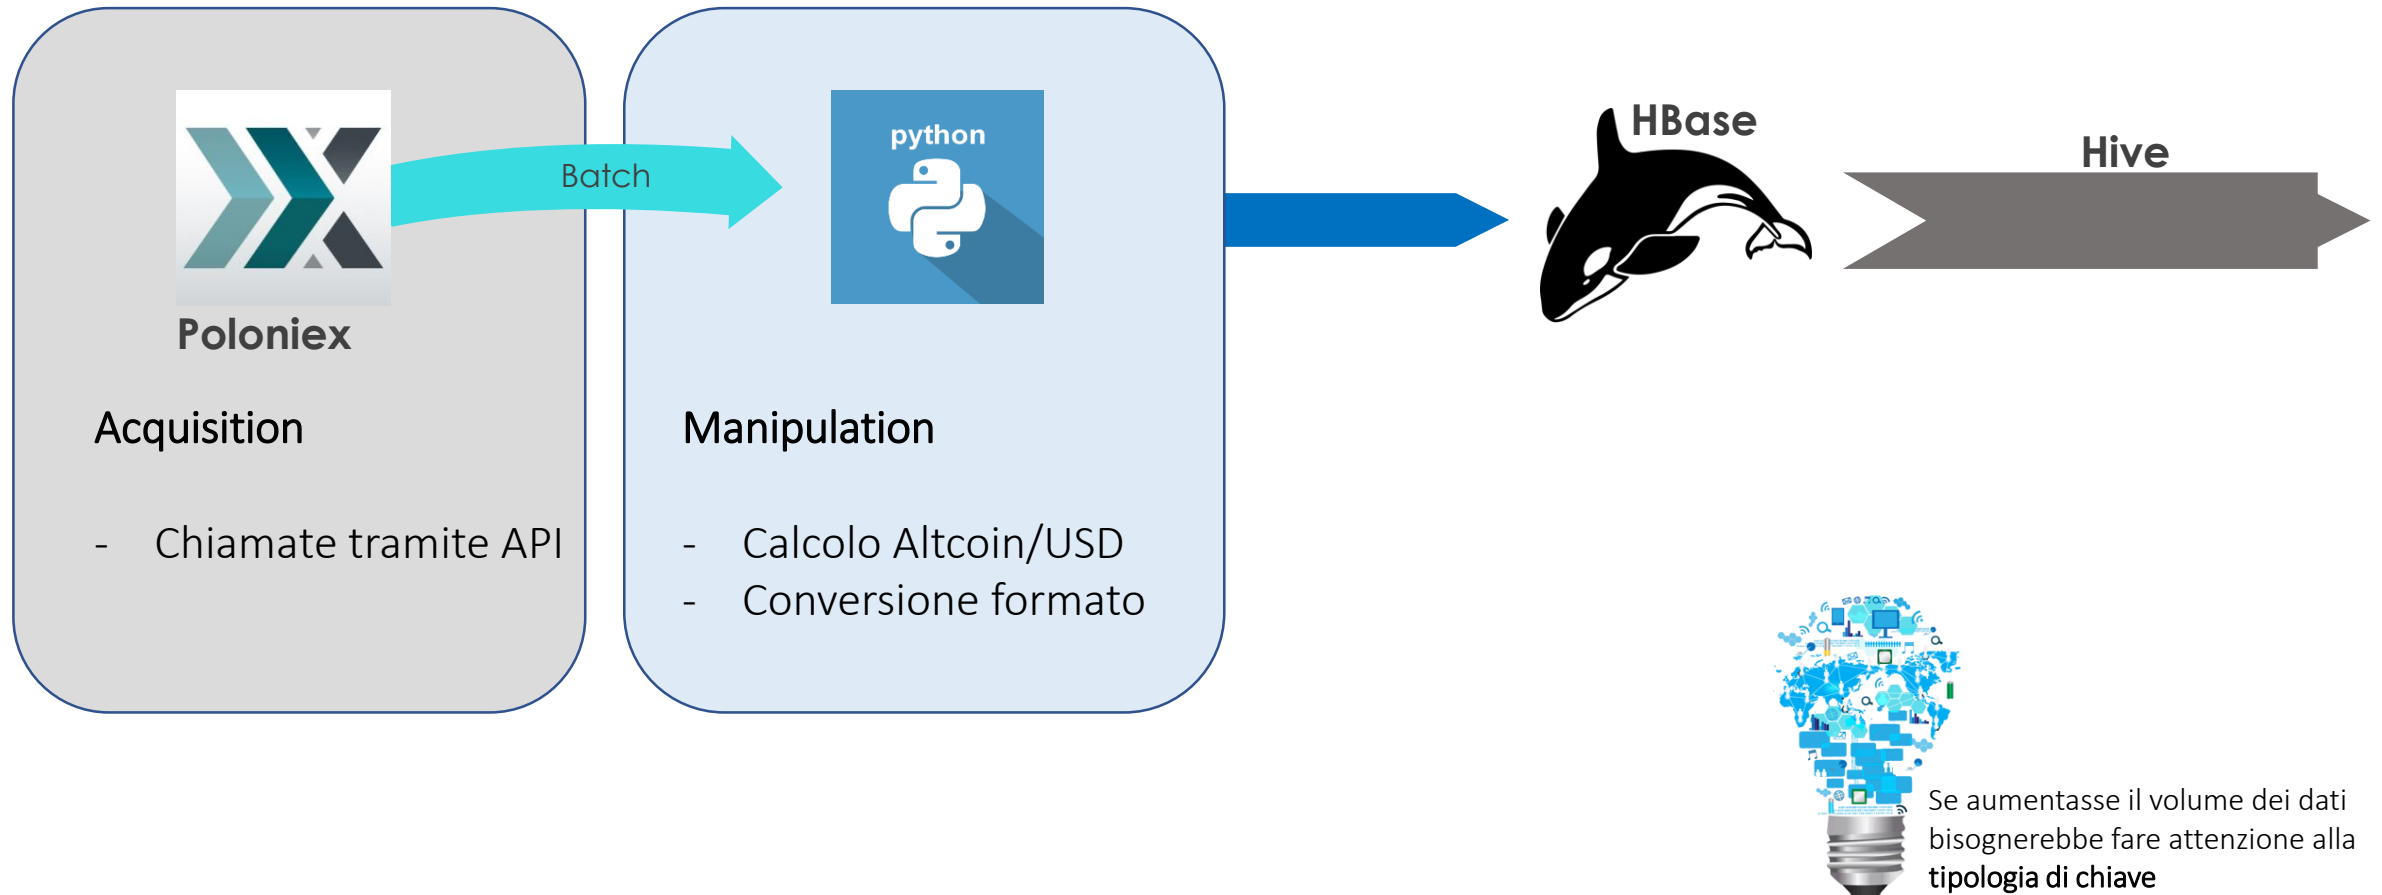 Poloniex
Acquisition
- Chiamate tramite API
Batch
python
Manipulation
- Calcolo Altcoin/USD
- Conversione formato
HBase
Hive
Se aumentasse il volume dei dati
bisognerebbe fare attenzione alla
tipologia di chiave